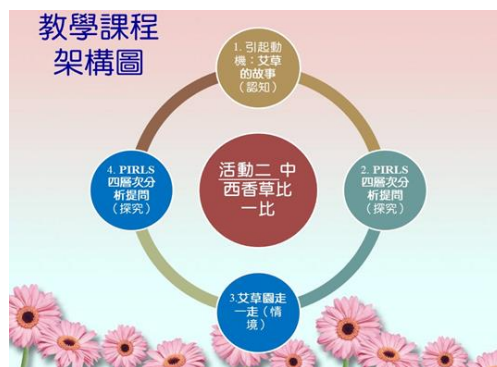 教學課程
架構圖
1. 引起動
機：艾草
的故事
（認知）
2. PIRLS
四層次分
析提問
（探究）
3.艾草園走
一走（情
境）
4. PIRLS
四層次分
析提問
（探究）
活動二 中
西香草比
一比